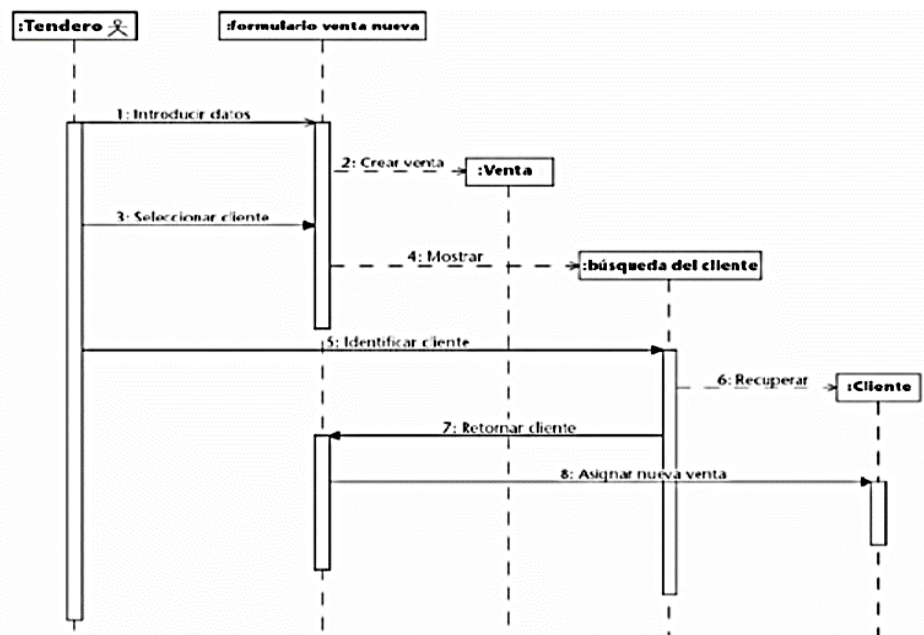 :Tendero
:formulario venta nueva
1: Introducir datos
2: Crear venta
:Venta
3: Seleccionar cliente
4: Mostrar
:búsqueda del cliente
5: Identificar cliente
6: Recuperar
:Cliente
7: Retornar cliente
8: Asignar nueva venta